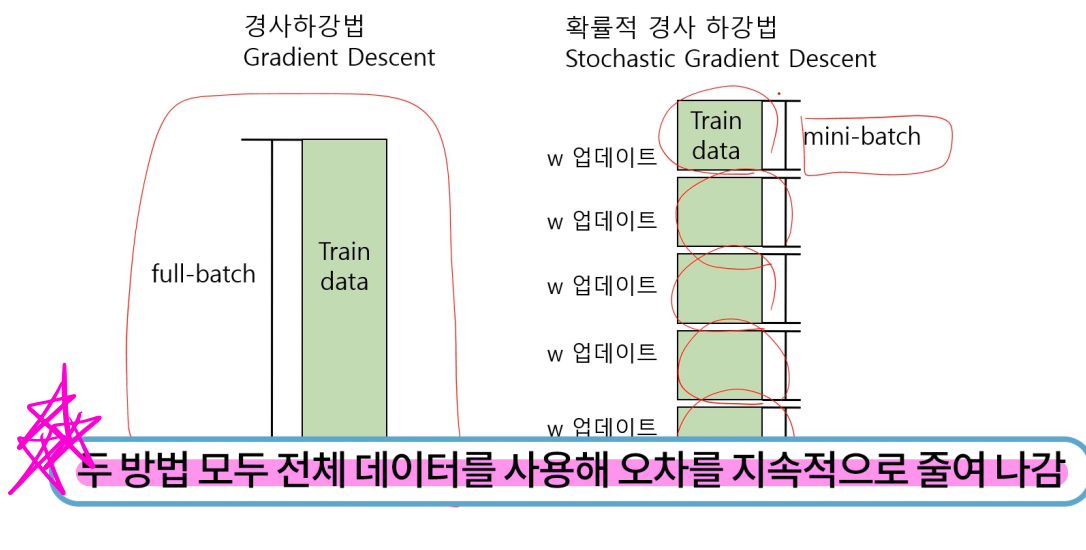 경사하강법
Gradient Descent
full-batch
Train
data
확률적 경사 하강법
Stochastic Gradient Descent
Train
data
mini-batch
w 업데이트
w 업데이트
w 업데이트
w 업데이트
w 업데이트
두 방법 모두 전체 데이터를 사용해 오차를 지속적으로 줄여 나감